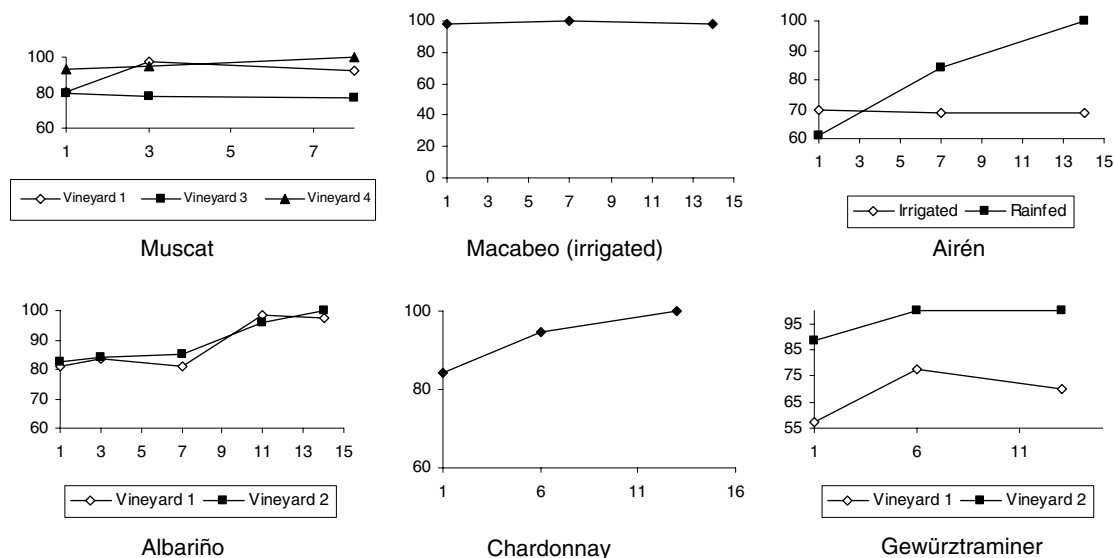 100
80
60
1 3 5 7
Vineyard 1 Vineyard 3 Vineyard 4
Muscat
100
80
60
40
20
0
1 3 5 7 9 11 13 15
Macabeo (irrigated)
100
90
80
70
60
1 3 5 7 9 11 13 15
Irrigated Rainfed
Airén
100
90
80
70
60
1 3 5 7 9 11 13 15
Vineyard 1 Vineyard 2
Albariño
100
80
60
1 6 11 16
Chardonnay
95
85
75
65
55
1 6 11
Vineyard 1 Vineyard 2
Gewürztraminer